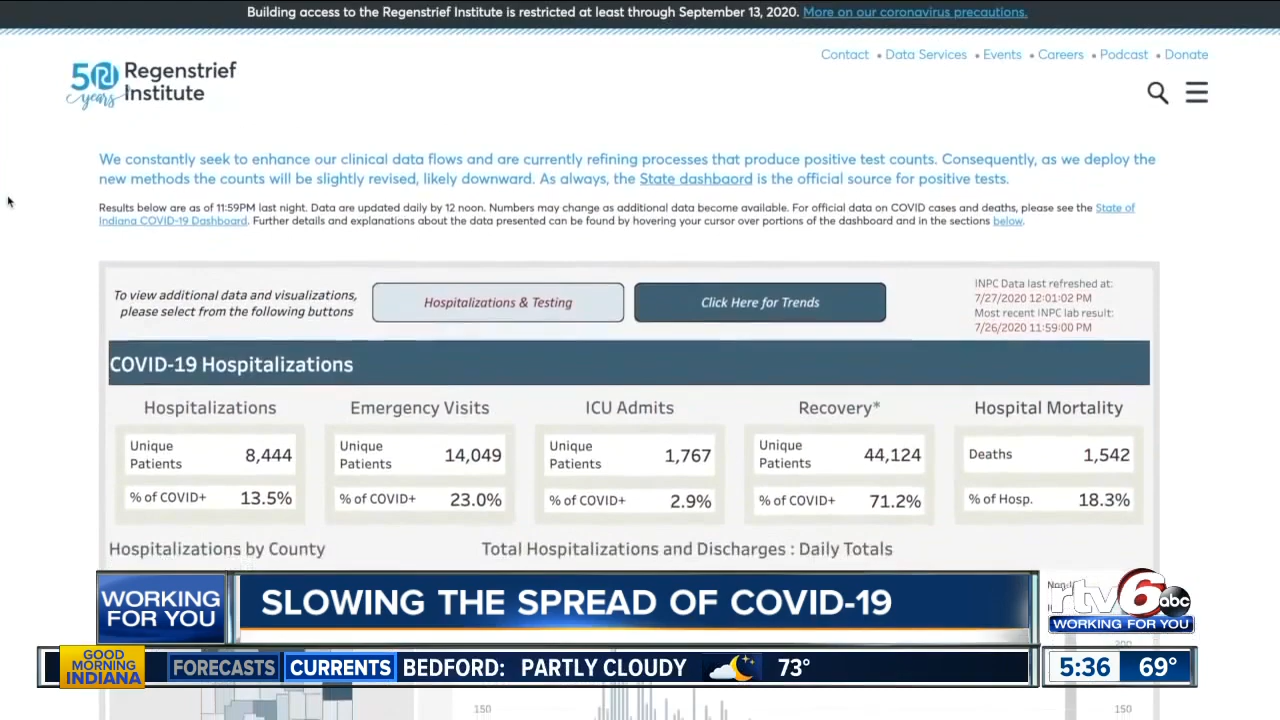 Building access to the Regenstrief Institute is restricted at least through September 13, 2020. More on our coronavirus precautions.
Contact • Data Services • Events • Careers • Podcast • Donate
50 years
Regenstrief
Institute
We constantly seek to enhance our clinical data flows and are currently refining processes that produce positive test counts. Consequently, as we deploy the
new methods the counts will be slightly revised, likely downward. As always, the State dashbaord is the official source for positive tests.
Results below are as of 11:59PM last night. Data are updated daily by 12 noon. Numbers may change as additional data become available. For official data on COVID cases and deaths, please see the State of
Indiana COVID-19 Dashboard. Further details and explanations about the data presented can be found by hovering your cursor over portions of the dashboard and in the sections below.
To view additional data and visualizations,
please select from the following buttons
Hospitalizations & Testing
Click Here for Trends
INPC Data last refreshed at:
7/27/2020 12:01:02 PM
Most recent INPC lab result:
7/26/2020 11:59:00 PM
COVID-19 Hospitalizations
Hospitalizations
Unique
Patients
8,444
% of COVID+ 13.5%
Emergency Visits
Unique
Patients
14,049
% of COVID+ 23.0%
ICU Admits
Unique
Patients
1,767
% of COVID+ 2.9%
Recovery*
Unique
Patients
44,124
% of COVID+ 71.2%
Hospital Mortality
Deaths 1,542
% of Hosp. 18.3%
Hospitalizations by County
Total Hospitalizations and Discharges : Daily Totals
WORKING
FOR YOU
SLOWING THE SPREAD OF COVID-19
rtv6 abc
WORKING FOR YOU
GOOD
MORNING
INDIANA
FORECASTS CURRENTS BEDFORD: PARTLY CLOUDY 73°
5:36 69°
150
150